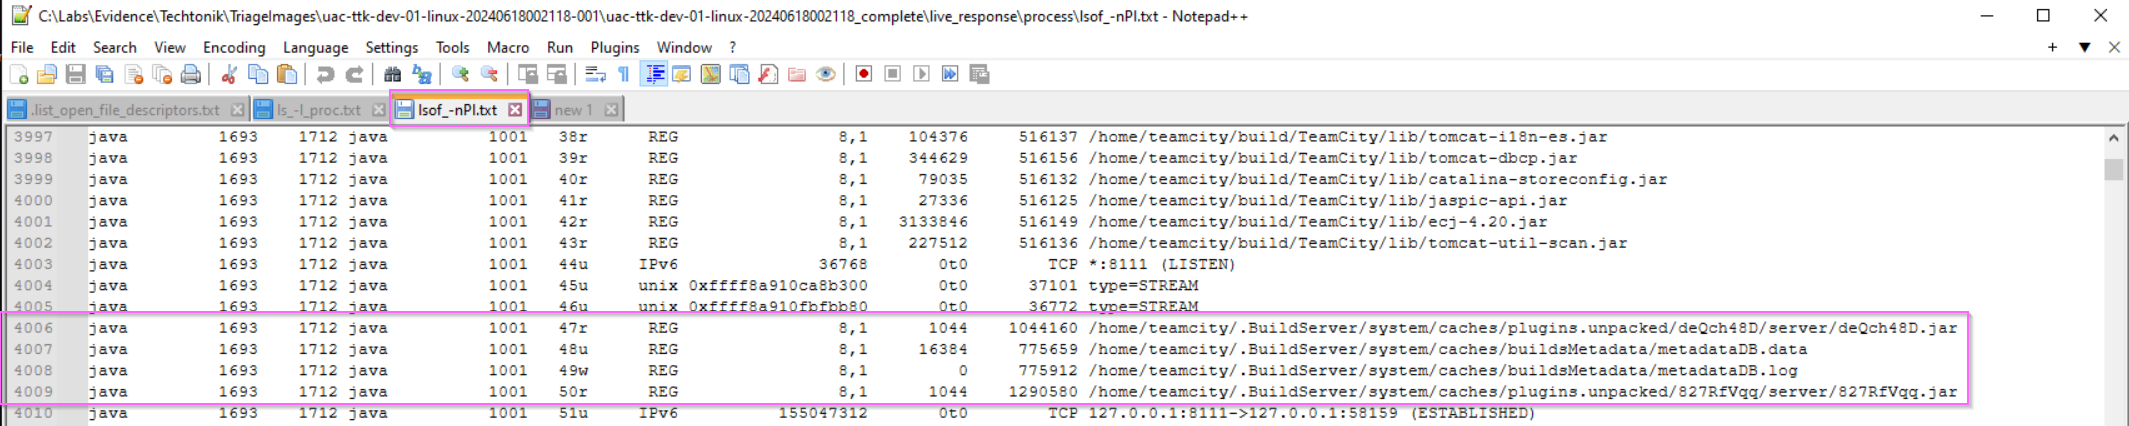 C:\Labs\Evidence\Techtonik\TriageImages\uac-ttk-dev-01-linux-20240618002118-001\uac-ttk-dev-01-linux-20240618002118_complete\live_response\process\lsof_-nPl.txt - Notepad++
File Edit Search View Encoding Language Settings Tools Macro Run Plugins Window ?
.list_open_file_descriptors.txt ls_-l_proc.txt lsof_-nPl.txt new 1
3997 java 1693 1712 java 1001 38r REG 8,1 104376 516137 /home/teamcity/build/TeamCity/lib/tomcat-i18n-es.jar
3998 java 1693 1712 java 1001 39r REG 8,1 344629 516156 /home/teamcity/build/TeamCity/lib/tomcat-dbcp.jar
3999 java 1693 1712 java 1001 40r REG 8,1 79035 516132 /home/teamcity/build/TeamCity/lib/catalina-storeconfig.jar
4000 java 1693 1712 java 1001 41r REG 8,1 27336 516125 /home/teamcity/build/TeamCity/lib/jaspic-api.jar
4001 java 1693 1712 java 1001 42r REG 8,1 3133846 516149 /home/teamcity/build/TeamCity/lib/ecj-4.20.jar
4002 java 1693 1712 java 1001 43r REG 8,1 227512 516136 /home/teamcity/build/TeamCity/lib/tomcat-util-scan.jar
4003 java 1693 1712 java 1001 44u IPv6 36768 0t0 TCP *:8111 (LISTEN)
4004 java 1693 1712 java 1001 45u unix 0xffff8a910ca8b300 0t0 37101 type=STREAM
4005 java 1693 1712 java 1001 46u unix 0xffff8a910fbfbb80 0t0 36772 type=STREAM
4006 java 1693 1712 java 1001 47r REG 8,1 1044 1044160 /home/teamcity/.BuildServer/system/caches/plugins.unpacked/deQch48D/server/deQch48D.jar
4007 java 1693 1712 java 1001 48u REG 8,1 16384 775659 /home/teamcity/.BuildServer/system/caches/buildsMetadata/metadataDB.data
4008 java 1693 1712 java 1001 49w REG 8,1 0 775912 /home/teamcity/.BuildServer/system/caches/buildsMetadata/metadataDB.log
4009 java 1693 1712 java 1001 50r REG 8,1 1044 1290580 /home/teamcity/.BuildServer/system/caches/plugins.unpacked/827RfVqq/server/827RfVqq.jar
4010 java 1693 1712 java 1001 51u IPv6 155047312 0t0 TCP 127.0.0.1:8111->127.0.0.1:58159 (ESTABLISHED)